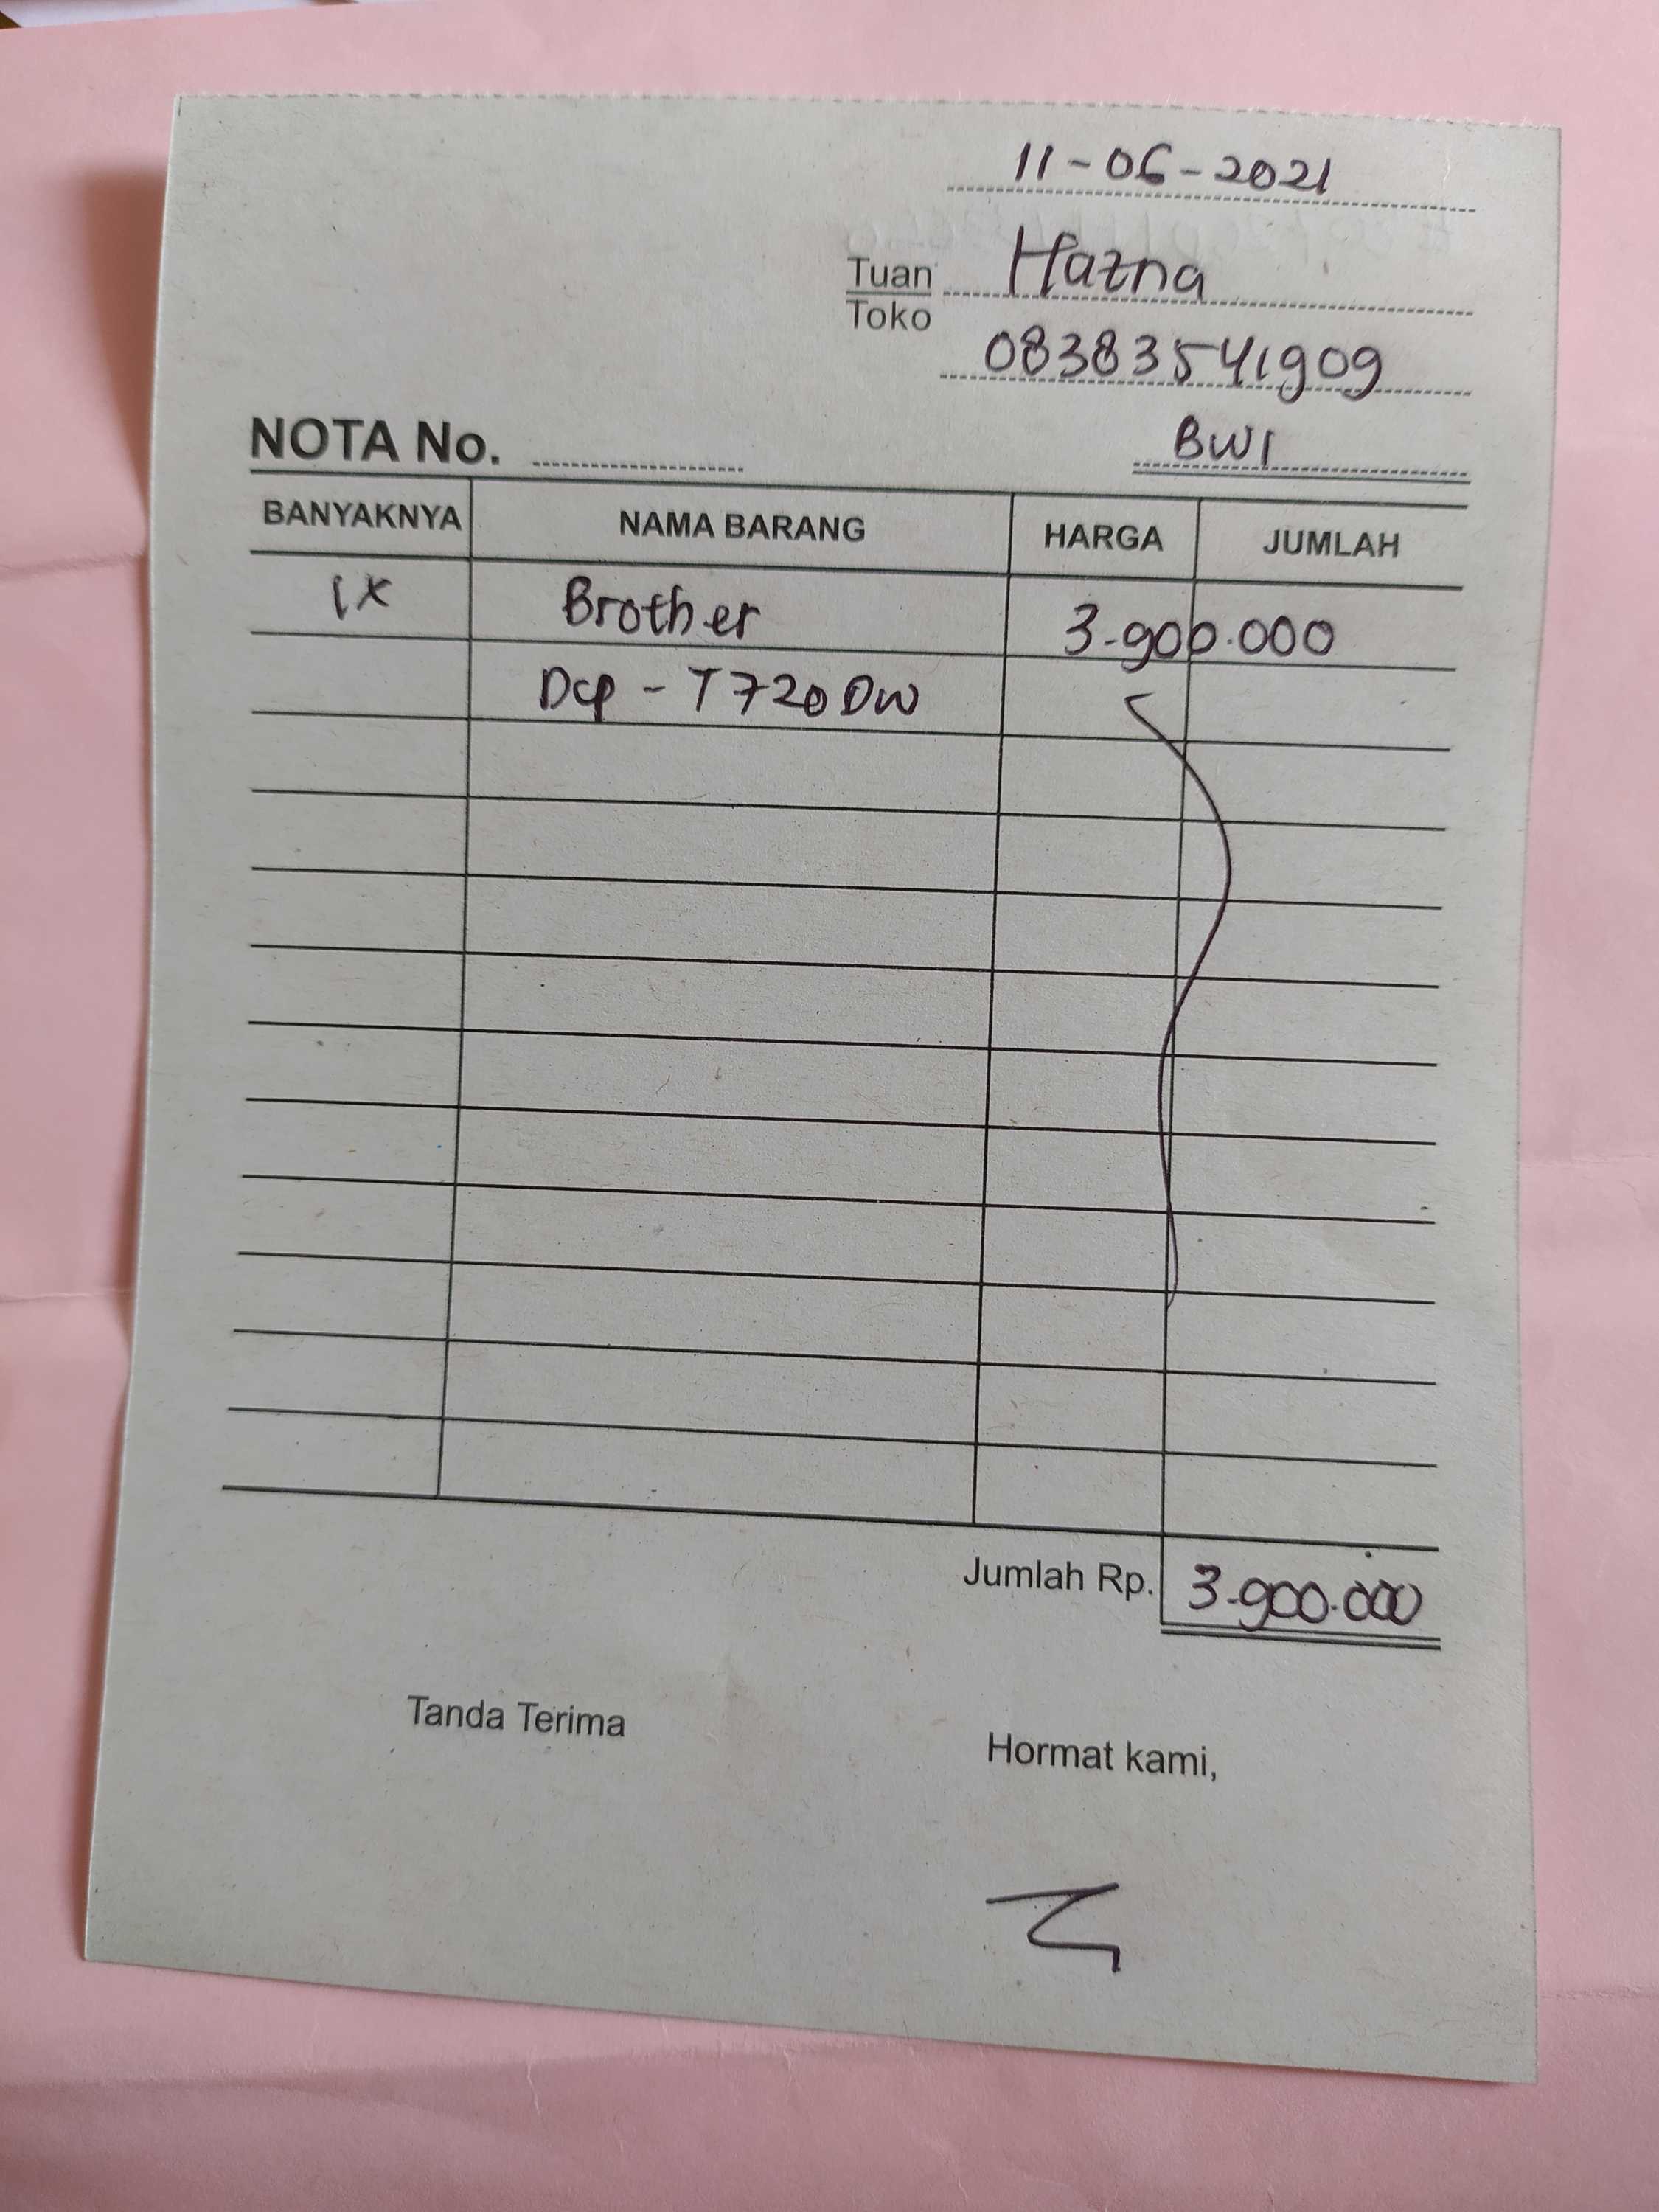 11-06-2021
Tuan Hazna
Toko
083835541909
NOTA No. BWI
BANYAKNYA NAMA BARANG HARGA JUMLAH
1x Brother 3.900.000
Dcp - T720DW
Jumlah Rp. 3.900.000
Tanda Terima
Hormat kami,